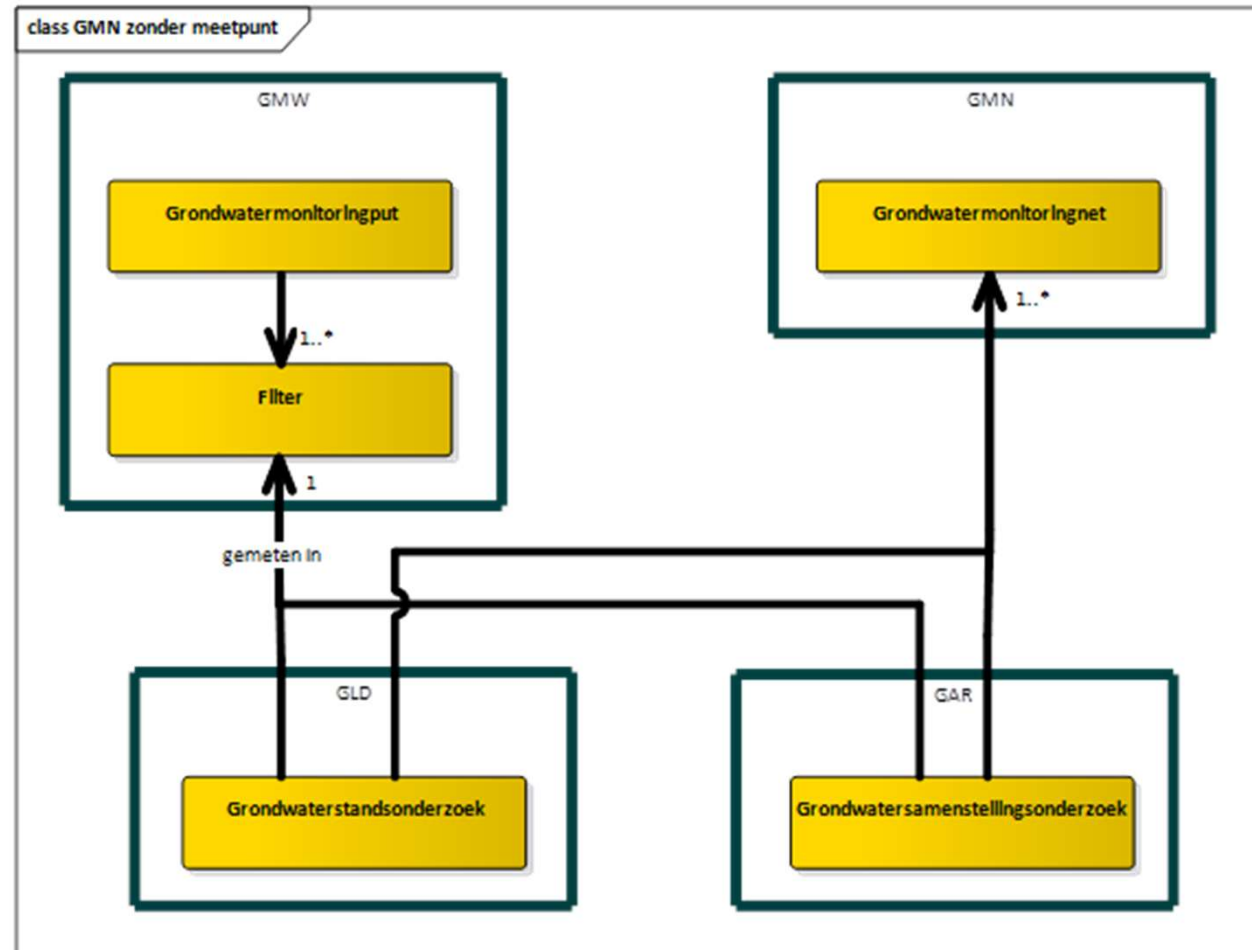 class GMN zonder meetpunt
GMW
GMN
Grondwatermonitoringput
Grondwatermonitoringnet
1..*
1..*
Filter
1
gemeten in
GLD
GAR
Grondwaterstandsonderzoek
Grondwatersamenstellingsonderzoek